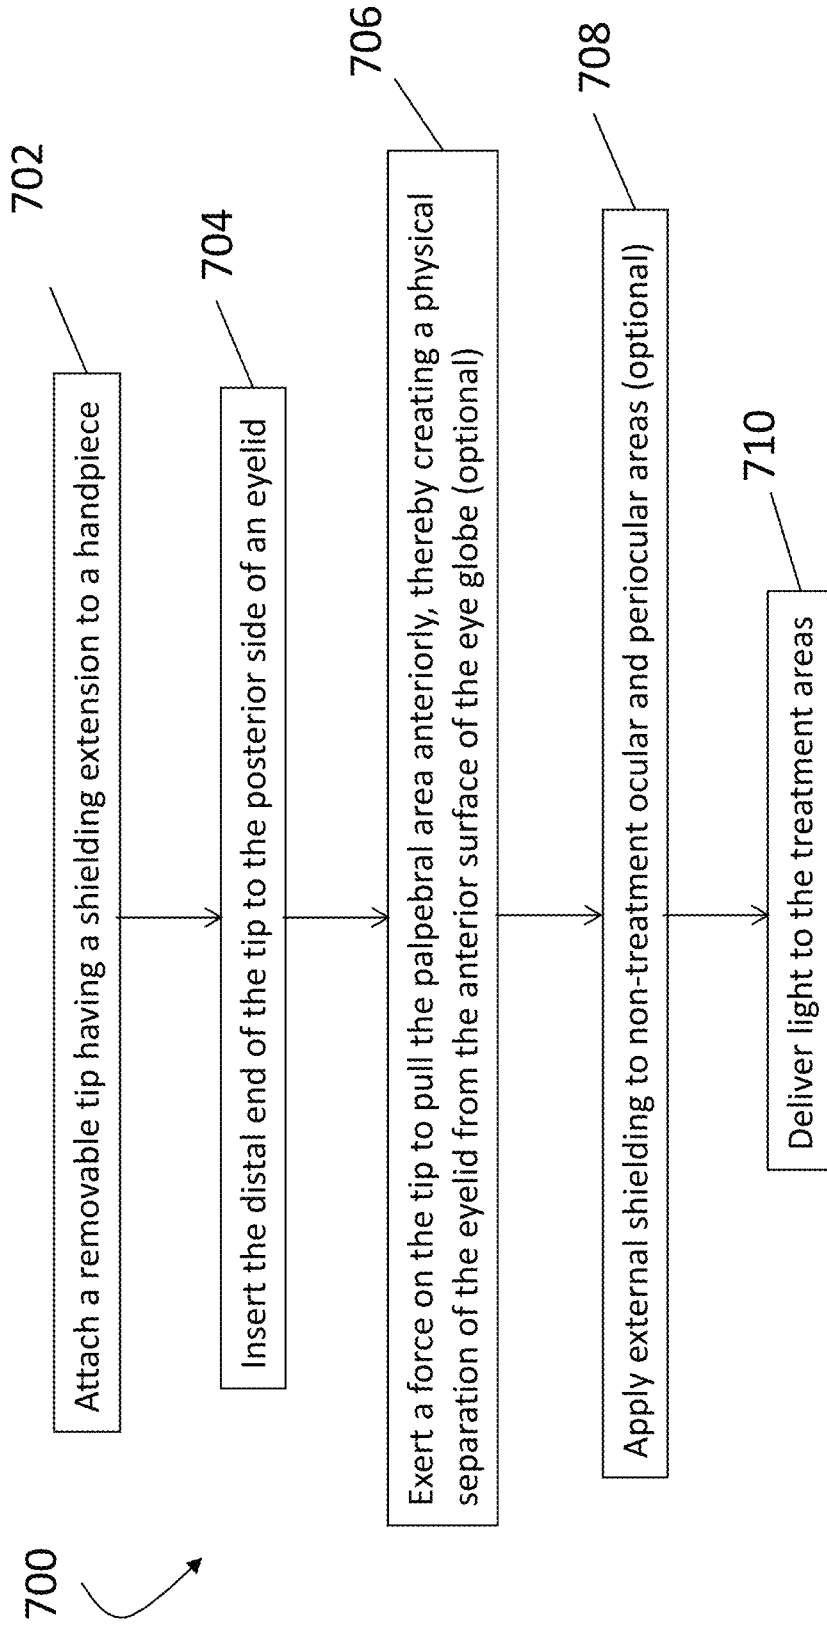 700
702
Attach a removable tip having a shielding extension to a handpiece
704
Insert the distal end of the tip to the posterior side of an eyelid
706
Exert a force on the tip to pull the palpebral area anteriorly, thereby creating a physical
separation of the eyelid from the anterior surface of the eye globe (optional)
708
Apply external shielding to non-treatment ocular and periocular areas (optional)
710
Deliver light to the treatment areas